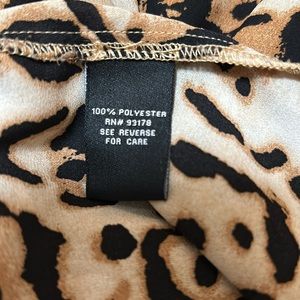 100% POLYESTER
RN# 93178
SEE REVERSE
FOR CARE